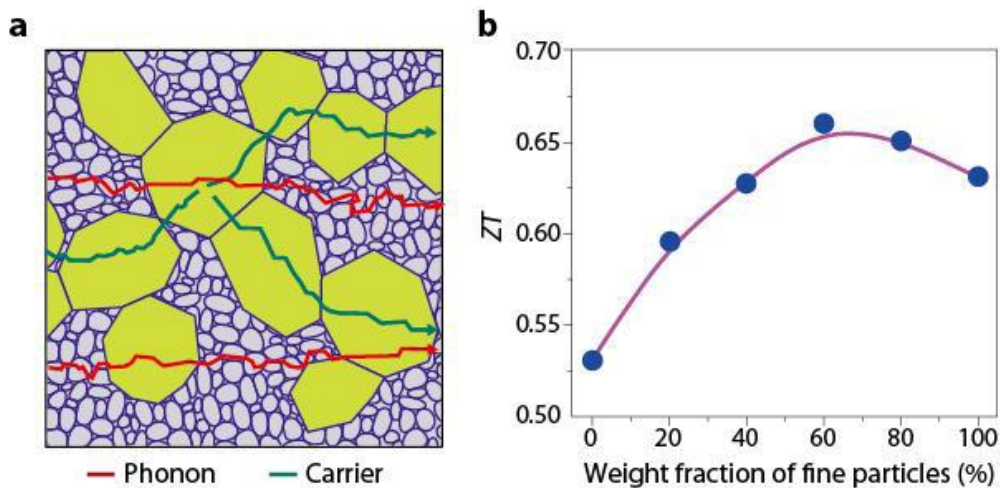 a
Phonon Carrier
b
ZT
0.70
0.65
0.60
0.55
0.50
0 20 40 60 80 100
Weight fraction of fine particles (%)